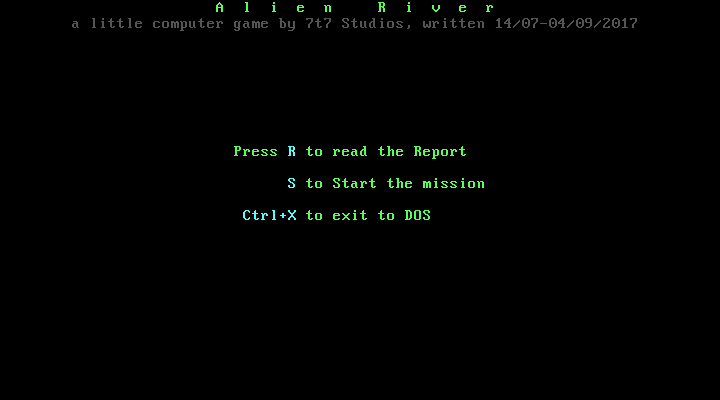 A l i e n   R i v e r
a little computer game by 7t7 Studios, written 14/07-04/09/2017
Press R to read the Report
S to Start the mission
Ctrl+X to exit to DOS